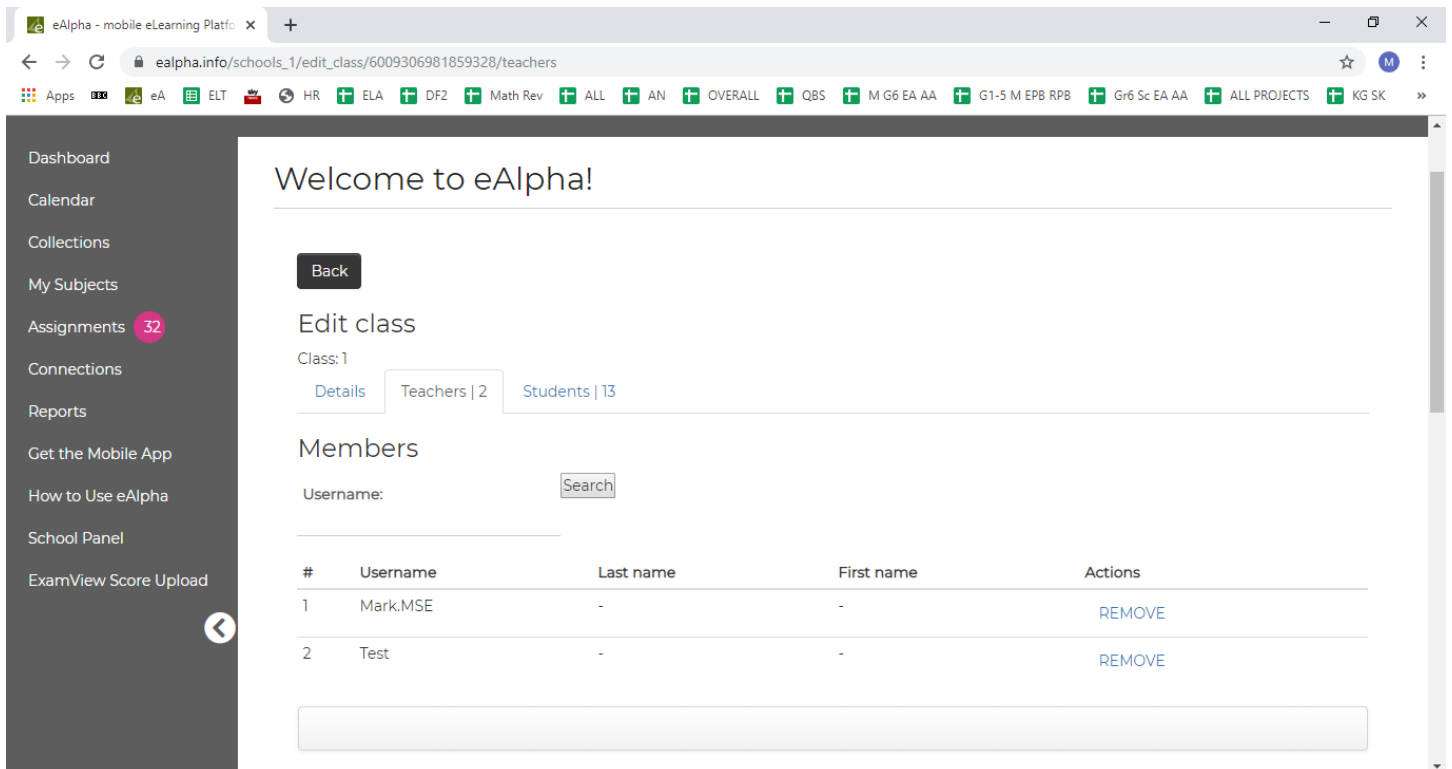 eAlpha - mobile eLearning Platfo
ealpha.info/schools_1/edit_class/6009306981859328/teachers
M
Apps BBC eA ELT HR ELA DF2 Math Rev ALL AN OVERALL QBS M G6 EA AA G1-5 M EPB RPB Gr6 Sc EA AA ALL PROJECTS KG SK »
Dashboard
Calendar
Collections
My Subjects
Assignments 32
Connections
Reports
Get the Mobile App
How to Use eAlpha
School Panel
ExamView Score Upload
Welcome to eAlpha!
Back
Edit class
Class: 1
Details Teachers | 2 Students | 13
Members
Username: Search
# Username Last name First name Actions
1 Mark.MSE - - REMOVE
2 Test - - REMOVE